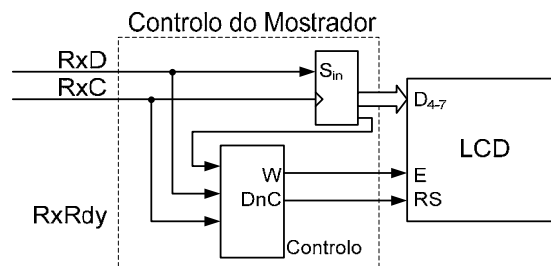 Controlo do Mostrador
RxD
RxC
Sin
D4-7
LCD
W
E
DnC
RS
RxRdy
Controlo